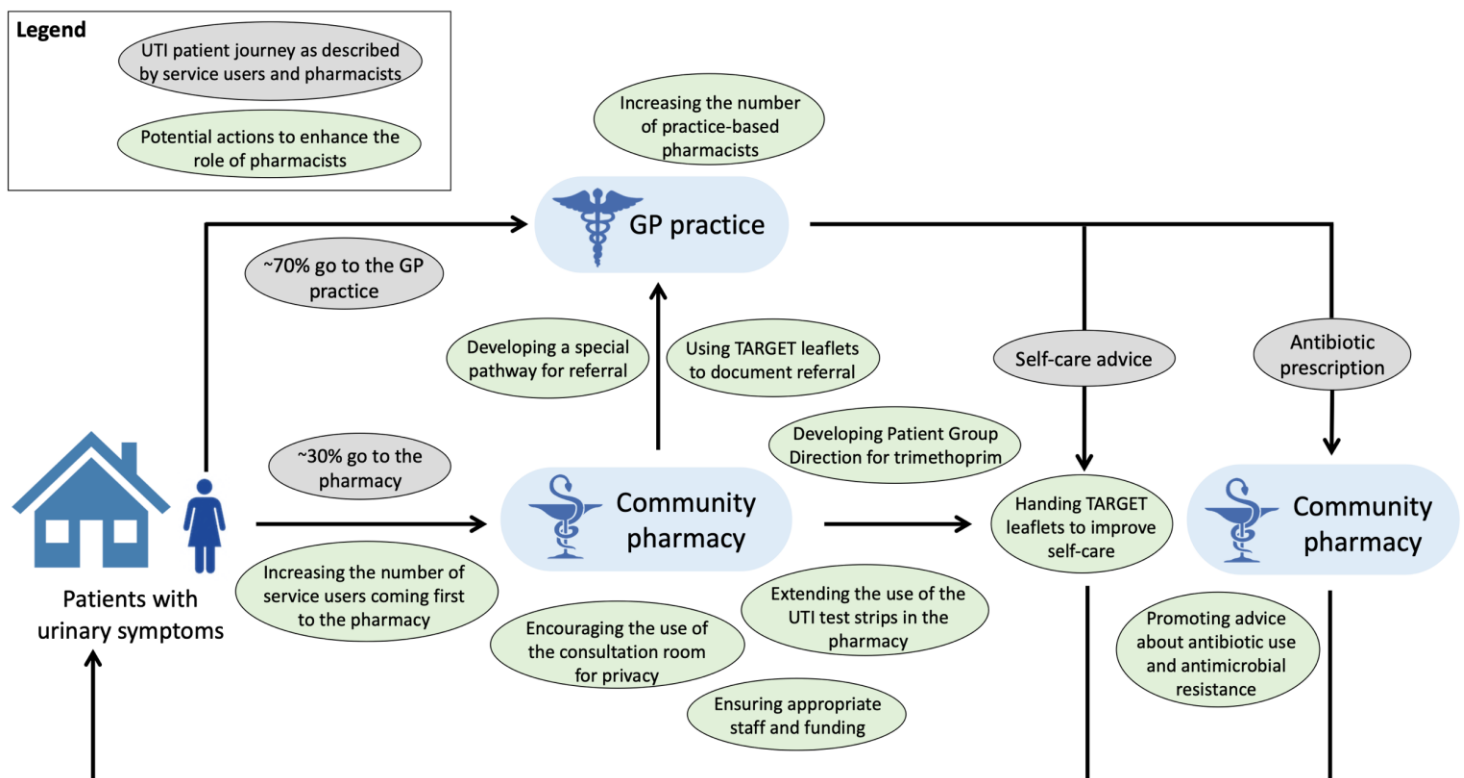 Legend
UTI patient journey as described
by service users and pharmacists
Potential actions to enhance the
role of pharmacists
Increasing the number
of practice-based
pharmacists
GP practice
~70% go to the GP
practice
Developing a special
pathway for referral
Using TARGET leaflets
to document referral
Self-care advice
Antibiotic
prescription
~30% go to the
pharmacy
Developing Patient Group
Direction for trimethoprim
Community
pharmacy
Handing TARGET
leaflets to improve
self-care
Community
pharmacy
Patients with
urinary symptoms
Increasing the number of
service users coming first
to the pharmacy
Encouraging the use of
the consultation room
for privacy
Extending the use of the
UTI test strips in the
pharmacy
Ensuring appropriate
staff and funding
Promoting advice
about antibiotic use
and antimicrobial
resistance